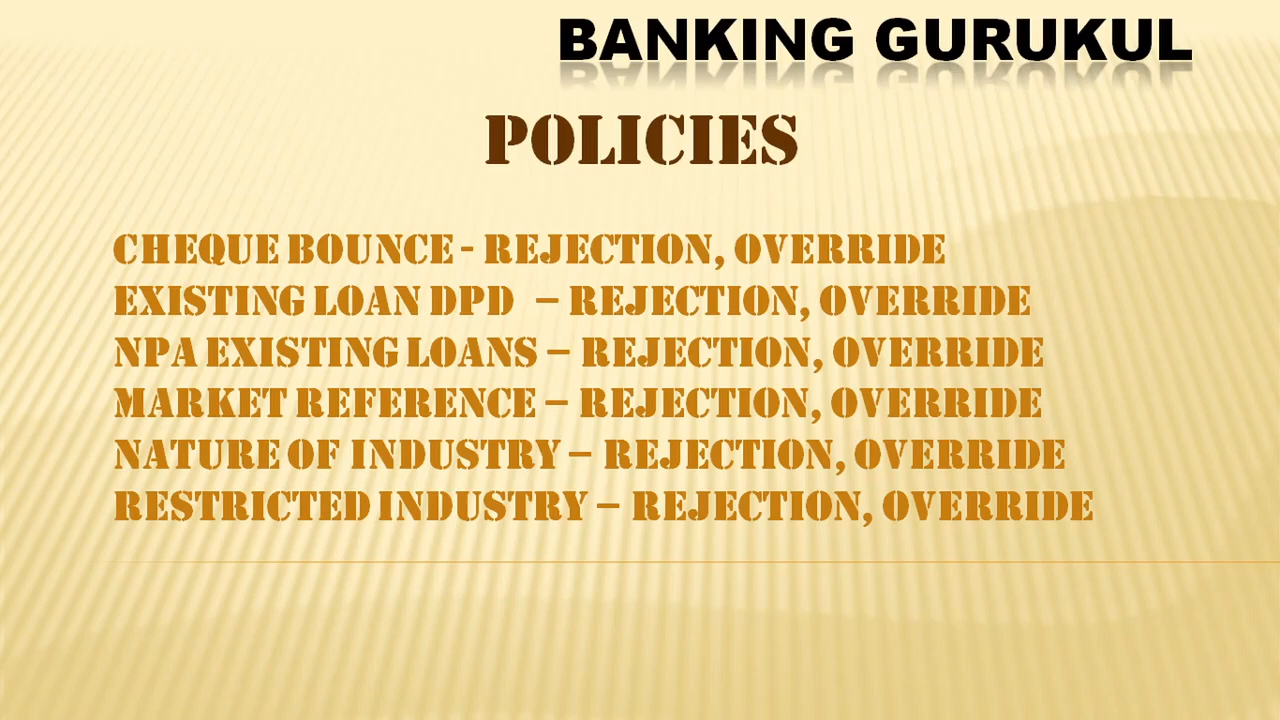 BANKING GURUKUL
POLICIES
CHEQUE BOUNCE - REJECTION, OVERRIDE
EXISTING LOAN DPD – REJECTION, OVERRIDE
NPA EXISTING LOANS – REJECTION, OVERRIDE
MARKET REFERENCE – REJECTION, OVERRIDE
NATURE OF INDUSTRY – REJECTION, OVERRIDE
RESTRICTED INDUSTRY – REJECTION, OVERRIDE